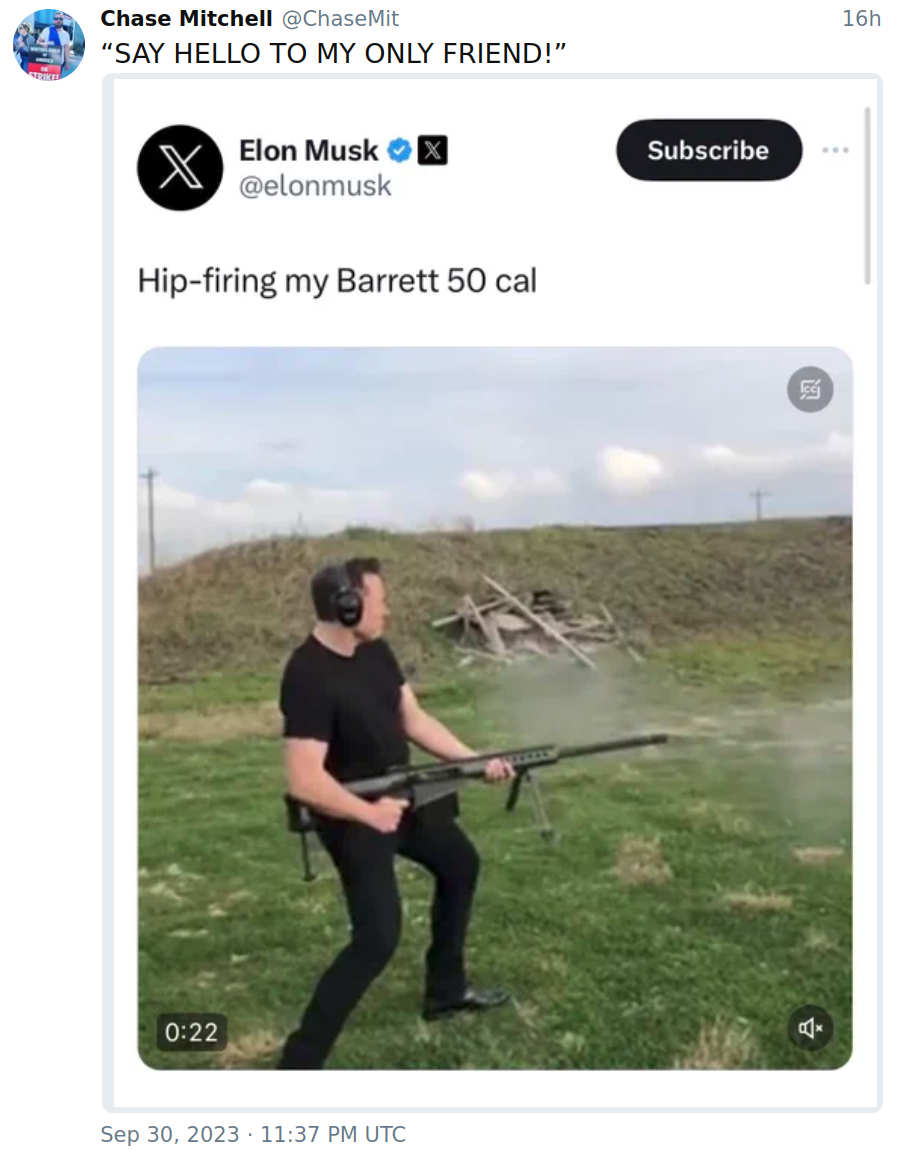 Chase Mitchell @ChaseMit 16h
“SAY HELLO TO MY ONLY FRIEND!”
Elon Musk
@elonmusk
Subscribe
Hip-firing my Barrett 50 cal
0:22
Sep 30, 2023 · 11:37 PM UTC